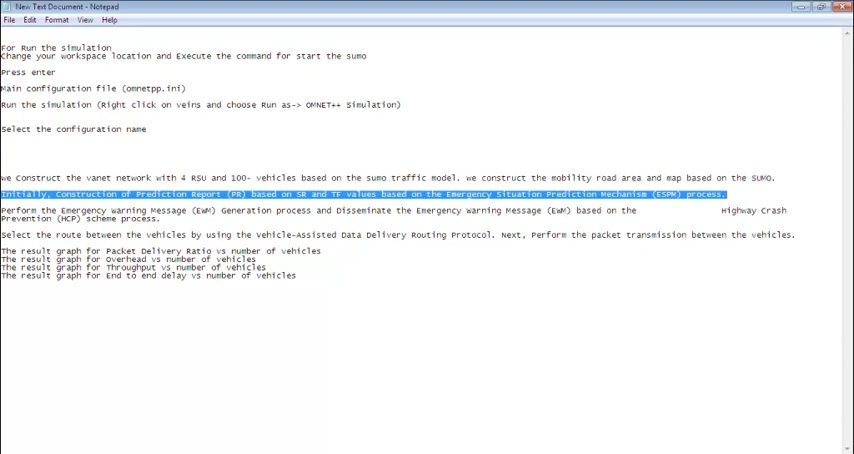 New Text Document - Notepad
File Edit Format View Help
For Run the simulation
Change your workspace location and Execute the command for start the sumo
Press enter
Main configuration file (omnetpp.ini)
Run the simulation (Right click on veins and choose Run as-> OMNET++ Simulation)
Select the configuration name
we Construct the vanet network with 4 RSU and 100- vehicles based on the sumo traffic model. we construct the mobility road area and map based on the SUMO.
Initially, Construction of Prediction Report (PR) based on SR and TF values based on the Emergency Situation Prediction Mechanism (ESPM) process.
Perform the Emergency Warning Message (EWM) Generation process and Disseminate the Emergency Warning Message (EWM) based on the Highway Crash
Prevention (HCP) scheme process.
Select the route between the vehicles by using the Vehicle-Assisted Data Delivery Routing Protocol. Next, Perform the packet transmission between the vehicles.
The result graph for Packet Delivery Ratio vs number of vehicles
The result graph for Overhead vs number of vehicles
The result graph for Throughput vs number of vehicles
The result graph for End to end delay vs number of vehicles